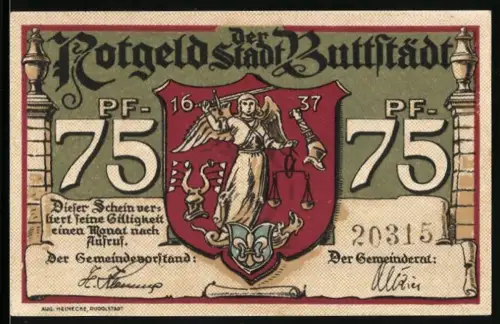 Notgeld der Stadt Buttstädt
PF- 75
16 37
PF- 75
Dieser Schein ver-
liert seine Giltigkeit
einen Monat nach
Aufruf.
20315
Der Gemeindevorstand:
Der Gemeinderat:
AUG. HEINECKE, RUDOLSTADT